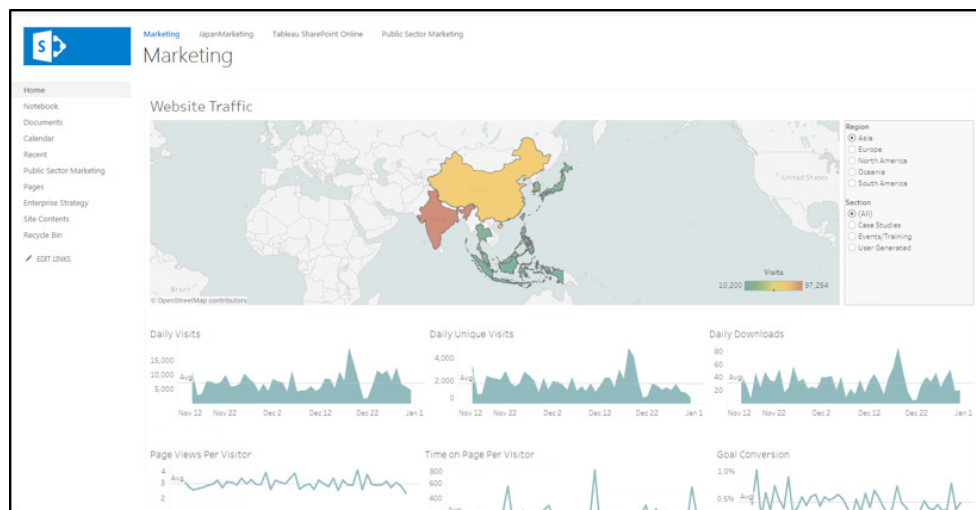 S
Marketing JapanMarketing Tableau SharePoint Online Public Sector Marketing
Marketing
Home
Notebook
Documents
Calendar
Recent
Public Sector Marketing
Pages
Enterprise Strategy
Site Contents
Recycle Bin
EDIT LINKS
Website Traffic
United States
Brazil
© OpenStreetMap contributors
Visits
10,200 97,254
Region
Asia
Europe
North America
Oceania
South America
Section
(All)
Case Studies
Events/Training
User Generated
Daily Visits
15,000
10,000
5,000
Avg
Nov 12 Nov 22 Dec 2 Dec 12 Dec 22 Jan 1
Daily Unique Visits
4,000
2,000
0
Avg
Nov 12 Nov 22 Dec 2 Dec 12 Dec 22 Jan 1
Daily Downloads
80
60
40
20
Avg
Nov 12 Nov 22 Dec 2 Dec 12 Dec 22 Jan 1
Page Views Per Visitor
4
3
2
Avg
Time on Page Per Visitor
800
600
400
Goal Conversion
1.0%
0.5%
Avg